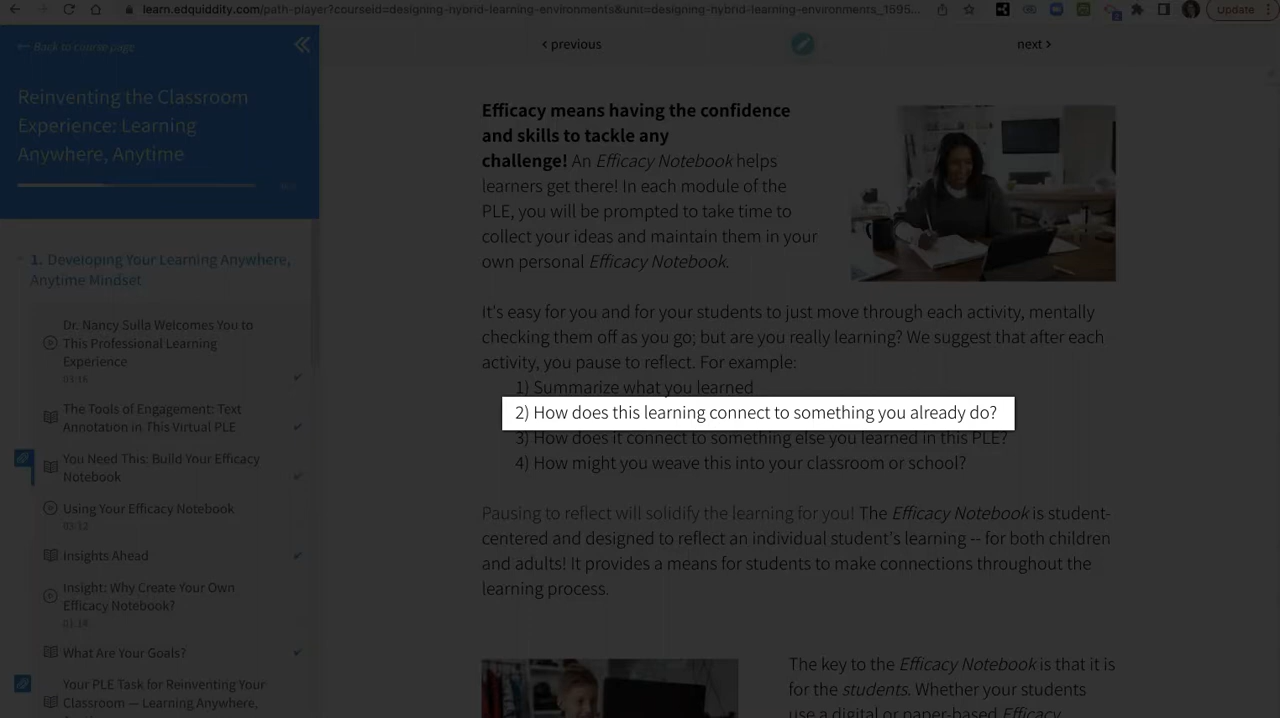 learn.edquiddity.com/path-player?courseid=designing-hybrid-learning-environments&unit=designing-hybrid-learning-environments_1595...
Update
← Back to course page
Reinventing the Classroom
Experience: Learning
Anywhere, Anytime
1. Developing Your Learning Anywhere,
Anytime Mindset
Dr. Nancy Sulla Welcomes You to
This Professional Learning
Experience
03:16
The Tools of Engagement: Text
Annotation in This Virtual PLE
You Need This: Build Your Efficacy
Notebook
Using Your Efficacy Notebook
03:12
Insights Ahead
Insight: Why Create Your Own
Efficacy Notebook?
01:18
What Are Your Goals?
Your PLE Task for Reinventing Your
Classroom — Learning Anywhere,
< previous
next >
Efficacy means having the confidence
and skills to tackle any
challenge! An Efficacy Notebook helps
learners get there! In each module of the
PLE, you will be prompted to take time to
collect your ideas and maintain them in your
own personal Efficacy Notebook.
It's easy for you and for your students to just move through each activity, mentally
checking them off as you go; but are you really learning? We suggest that after each
activity, you pause to reflect. For example:
1) Summarize what you learned
2) How does this learning connect to something you already do?
3) How does it connect to something else you learned in this PLE?
4) How might you weave this into your classroom or school?
Pausing to reflect will solidify the learning for you! The Efficacy Notebook is student-
centered and designed to reflect an individual student's learning -- for both children
and adults! It provides a means for students to make connections throughout the
learning process.
The key to the Efficacy Notebook is that it is
for the students. Whether your students
use a digital or paper-based Efficacy